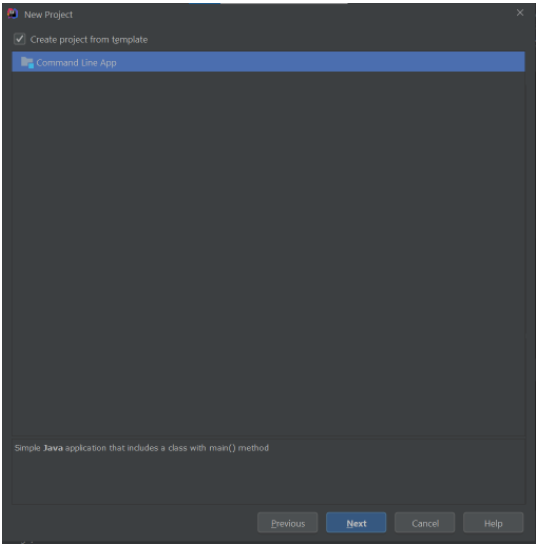 New Project
Create project from template
Command Line App
Simple Java application that includes a class with main() method
Previous Next Cancel Help